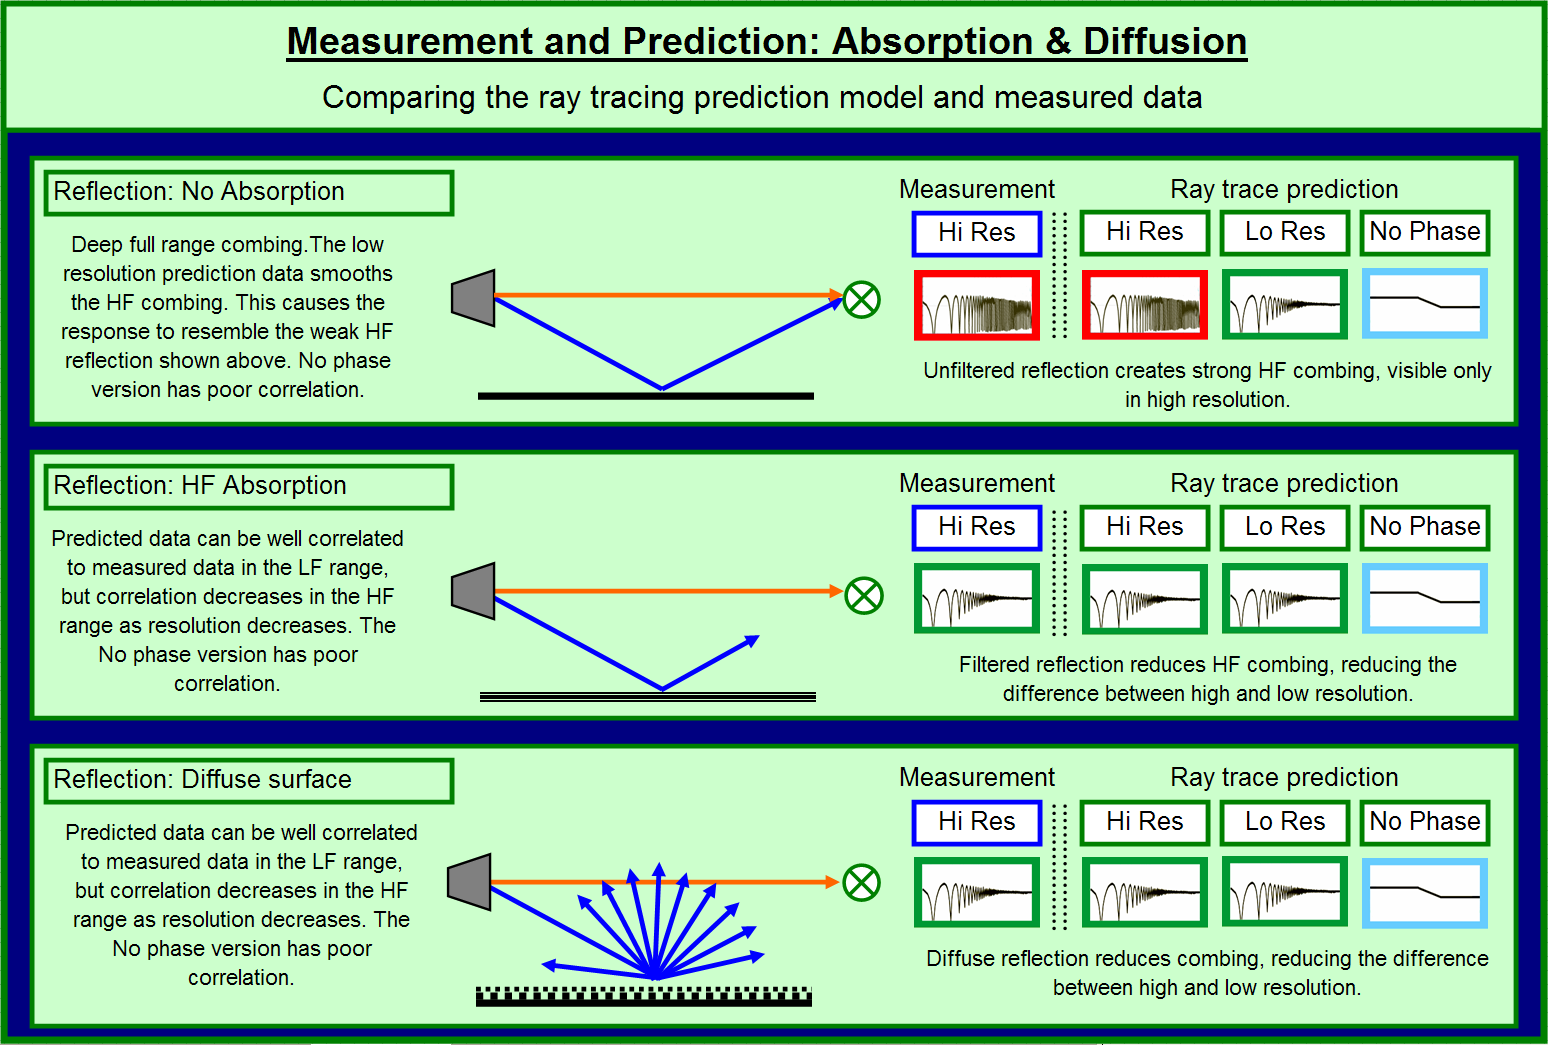 Measurement and Prediction: Absorption & Diffusion
Comparing the ray tracing prediction model and measured data
Reflection: No Absorption
Deep full range combing.The low
resolution prediction data smooths
the HF combing. This causes the
response to resemble the weak HF
reflection shown above. No phase
version has poor correlation.
Measurement
Ray trace prediction
Hi Res
Hi Res
Lo Res
No Phase
Unfiltered reflection creates strong HF combing, visible only
in high resolution.
Reflection: HF Absorption
Predicted data can be well correlated
to measured data in the LF range,
but correlation decreases in the HF
range as resolution decreases. The
No phase version has poor
correlation.
Measurement
Ray trace prediction
Hi Res
Hi Res
Lo Res
No Phase
Filtered reflection reduces HF combing, reducing the
difference between high and low resolution.
Reflection: Diffuse surface
Predicted data can be well correlated
to measured data in the LF range,
but correlation decreases in the HF
range as resolution decreases. The
No phase version has poor
correlation.
Measurement
Ray trace prediction
Hi Res
Hi Res
Lo Res
No Phase
Diffuse reflection reduces combing, reducing the difference
between high and low resolution.